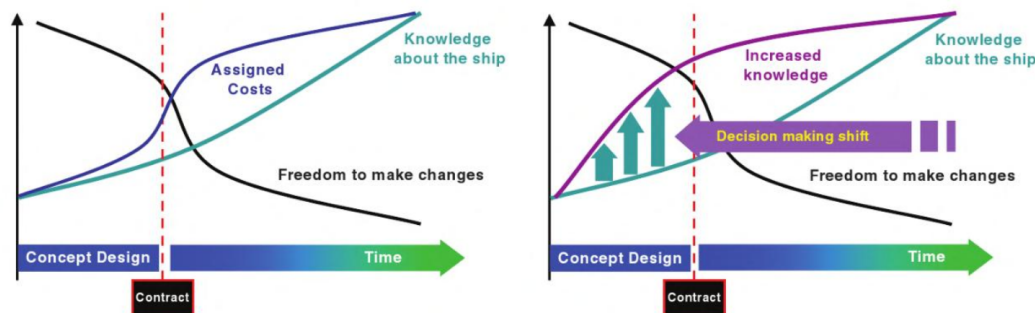 Knowledge
about the ship
Assigned
Costs
Freedom to make changes
Concept Design
Time
Contract
Increased
knowledge
Knowledge
about the ship
Decision making shift
Freedom to make changes
Concept Design
Time
Contract